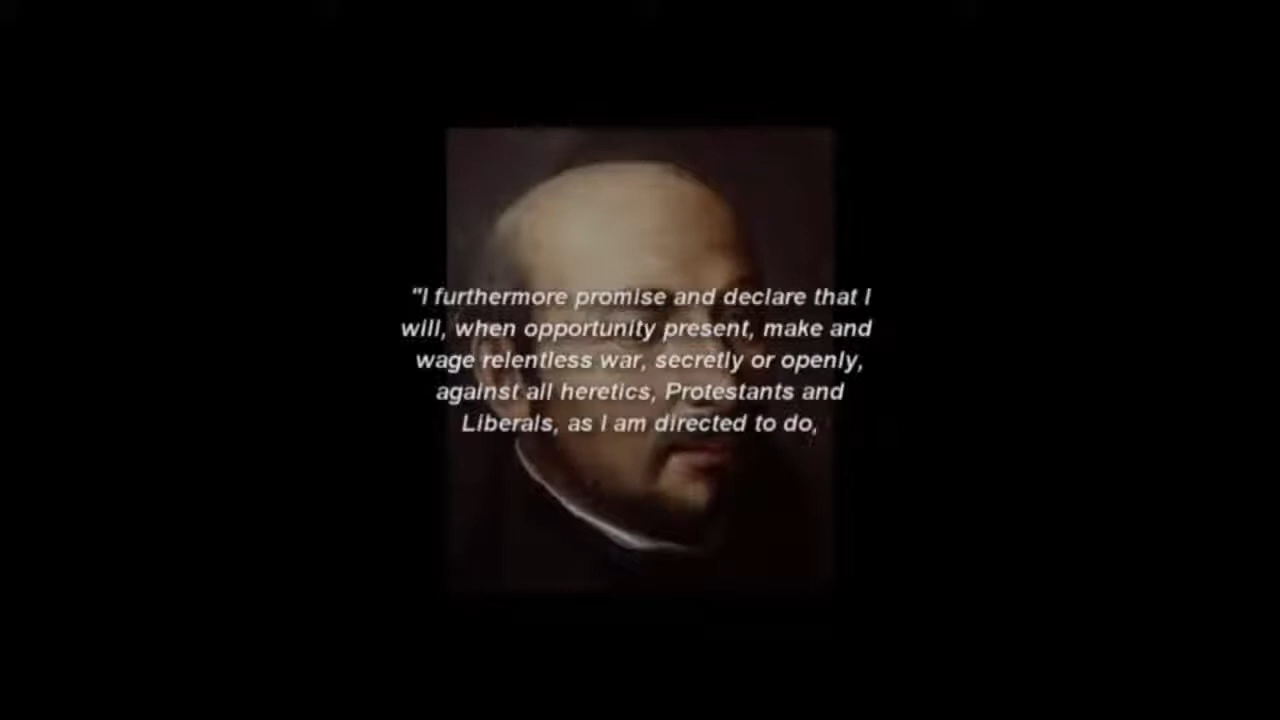 "I furthermore promise and declare that I
will, when opportunity present, make and
wage relentless war, secretly or openly,
against all heretics, Protestants and
Liberals, as I am directed to do,